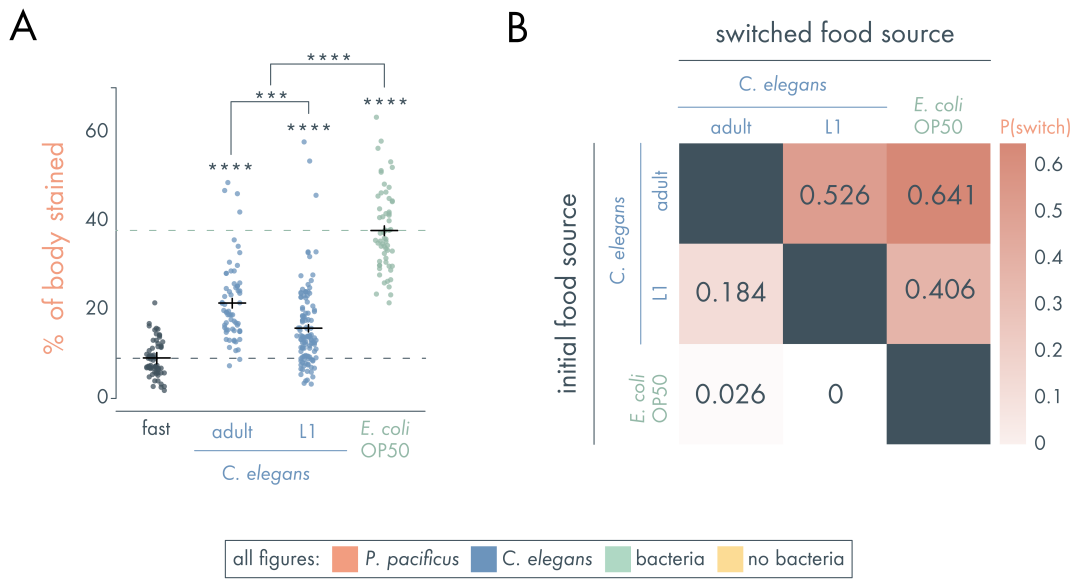 A
% of body stained
60
40
20
0
****
***
****
****
****
fast
adult
L1
C. elegans
E. coli
OP50
B
switched food source
C. elegans
adult
L1
E. coli
OP50
P(switch)
initial food source
C. elegans
adult
L1
E. coli
OP50
0.526
0.641
0.184
0.406
0.026
0
0.6
0.5
0.4
0.3
0.2
0.1
0
all figures: P. pacificus C. elegans bacteria no bacteria